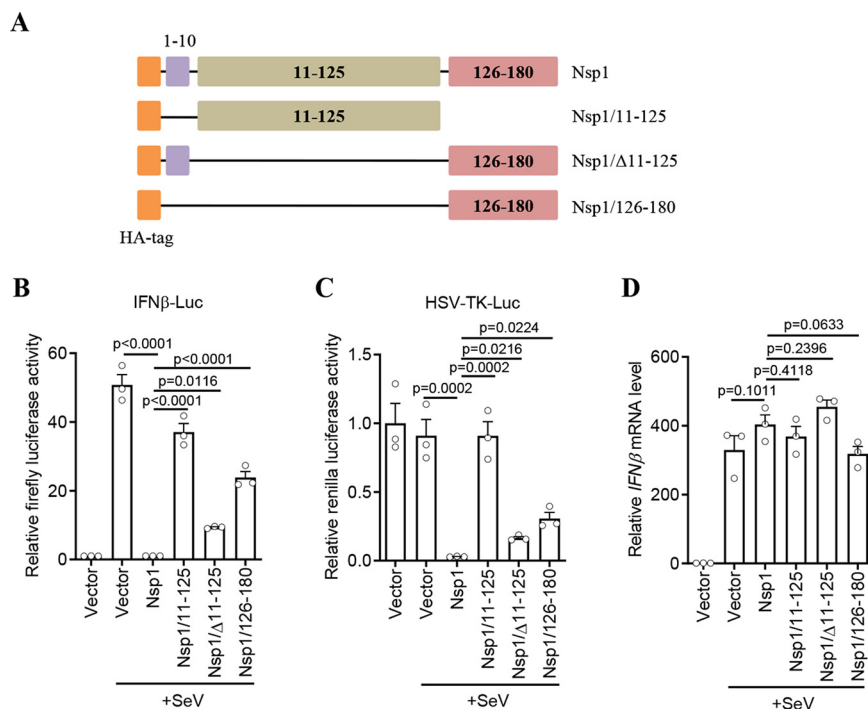 A
1-10
11-125
126-180
Nsp1
11-125
Nsp1/11-125
126-180
Nsp1/Δ11-125
126-180
Nsp1/126-180
HA-tag
B
IFNβ-Luc
p<0.0001
p<0.0001
p=0.0116
p<0.0001
Relative firefly luciferase activity
60
40
20
0
Vector
Vector
Nsp1
Nsp1/11-125
Nsp1/Δ11-125
Nsp1/126-180
+SeV
C
HSV-TK-Luc
p=0.0224
p=0.0216
p=0.0002
p=0.0002
Relative renilla luciferase activity
1.5
1.0
0.5
0.0
Vector
Vector
Nsp1
Nsp1/11-125
Nsp1/Δ11-125
Nsp1/126-180
+SeV
D
p=0.0633
p=0.2396
p=0.4118
p=0.1011
Relative IFNβ mRNA level
600
400
200
0
Vector
Vector
Nsp1
Nsp1/11-125
Nsp1/Δ11-125
Nsp1/126-180
+SeV